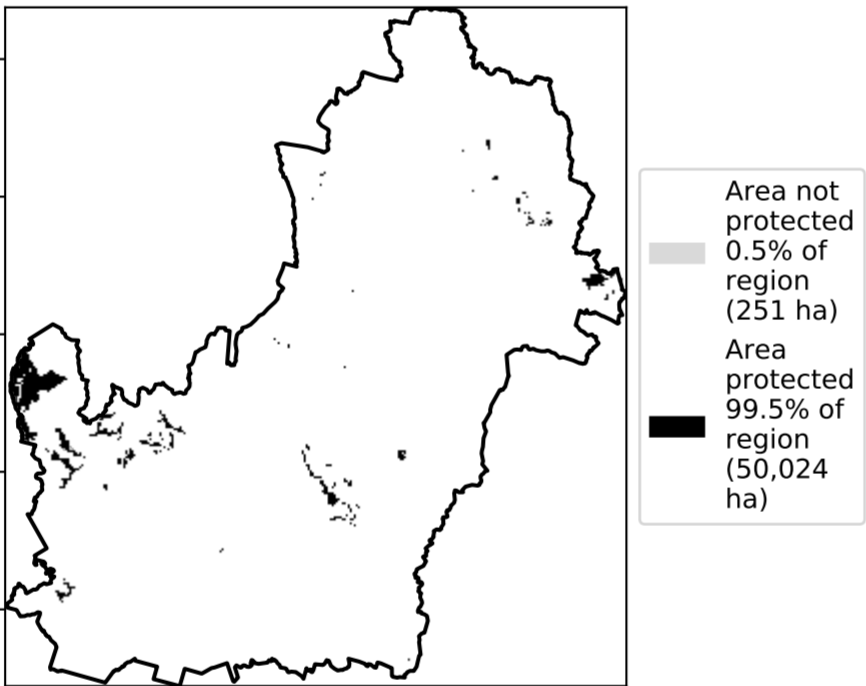 Area not
protected
0.5% of
region
(251 ha)
Area
protected
99.5% of
region
(50,024
ha)